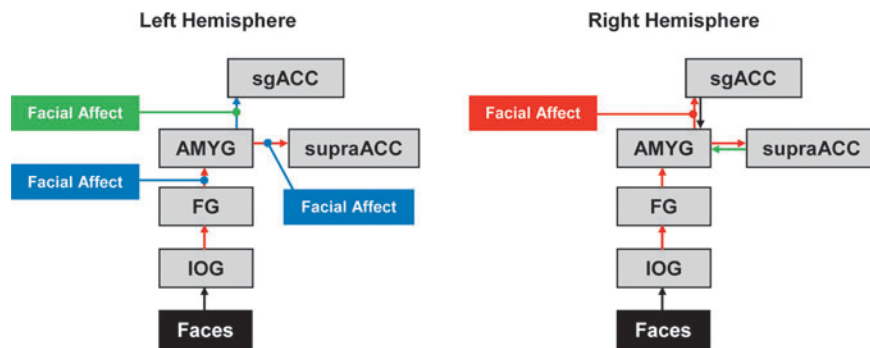 Left Hemisphere
sgACC
Facial Affect
AMYG
supraACC
Facial Affect
FG
Facial Affect
IOG
Faces
Right Hemisphere
sgACC
Facial Affect
AMYG
supraACC
FG
IOG
Faces